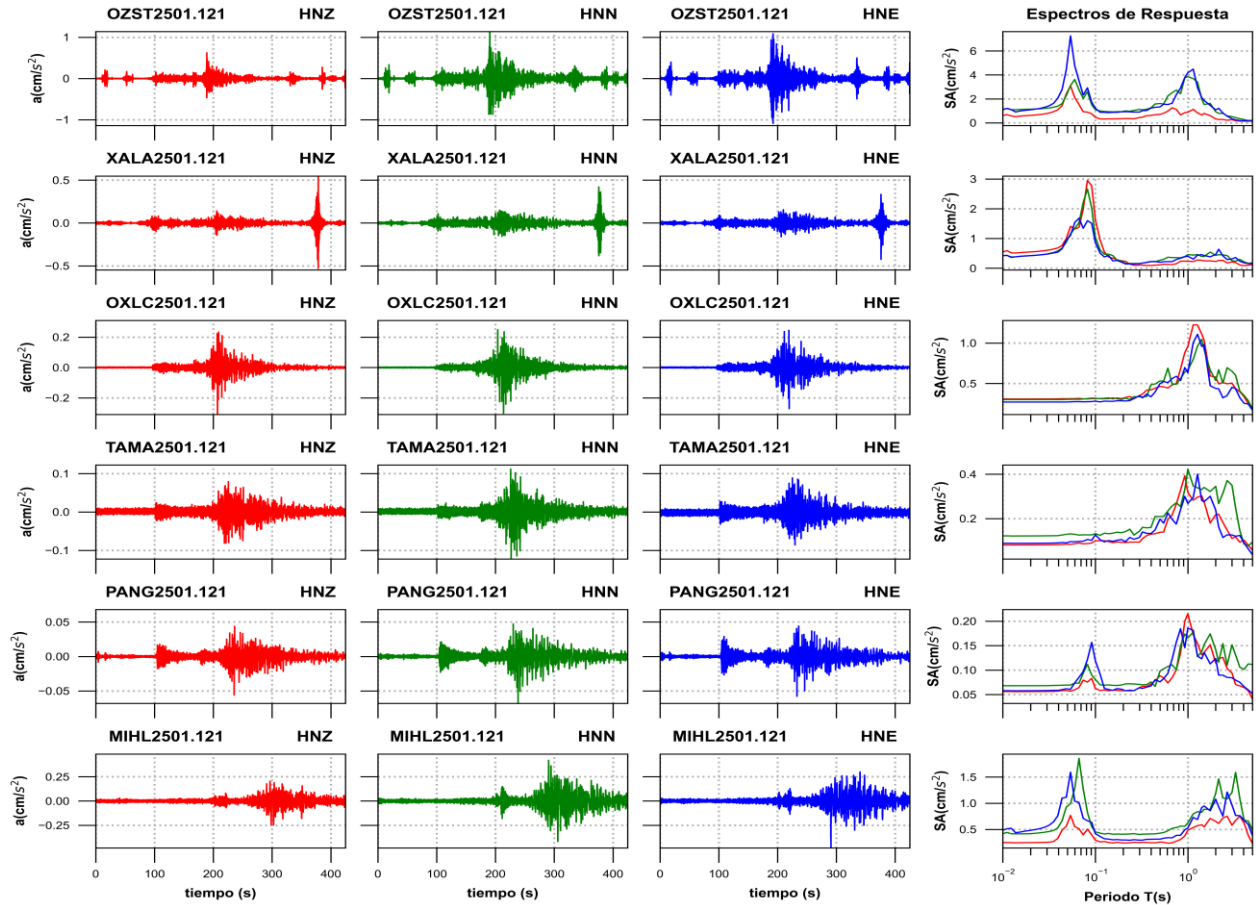 OZST2501.121 HNZ OZST2501.121 HNN OZST2501.121 HNE Espectros de Respuesta
a(cm/s²) 1 0 −1 SA(cm/s²) 6 4 2 0
XALA2501.121 HNZ XALA2501.121 HNN XALA2501.121 HNE
a(cm/s²) 0.5 0.0 −0.5 SA(cm/s²) 3 2 1 0
OXLC2501.121 HNZ OXLC2501.121 HNN OXLC2501.121 HNE
a(cm/s²) 0.2 0.0 −0.2 SA(cm/s²) 1.0 0.5
TAMA2501.121 HNZ TAMA2501.121 HNN TAMA2501.121 HNE
a(cm/s²) 0.1 0.0 −0.1 SA(cm/s²) 0.4 0.2
PANG2501.121 HNZ PANG2501.121 HNN PANG2501.121 HNE
a(cm/s²) 0.05 0.00 −0.05 SA(cm/s²) 0.20 0.15 0.10 0.05
MIHL2501.121 HNZ MIHL2501.121 HNN MIHL2501.121 HNE
a(cm/s²) 0.25 0.00 −0.25 SA(cm/s²) 1.5 1.0 0.5
0 100 200 300 400 0 100 200 300 400 0 100 200 300 400 10⁻² 10⁻¹ 10⁰
tiempo (s) tiempo (s) tiempo (s) Periodo T(s)